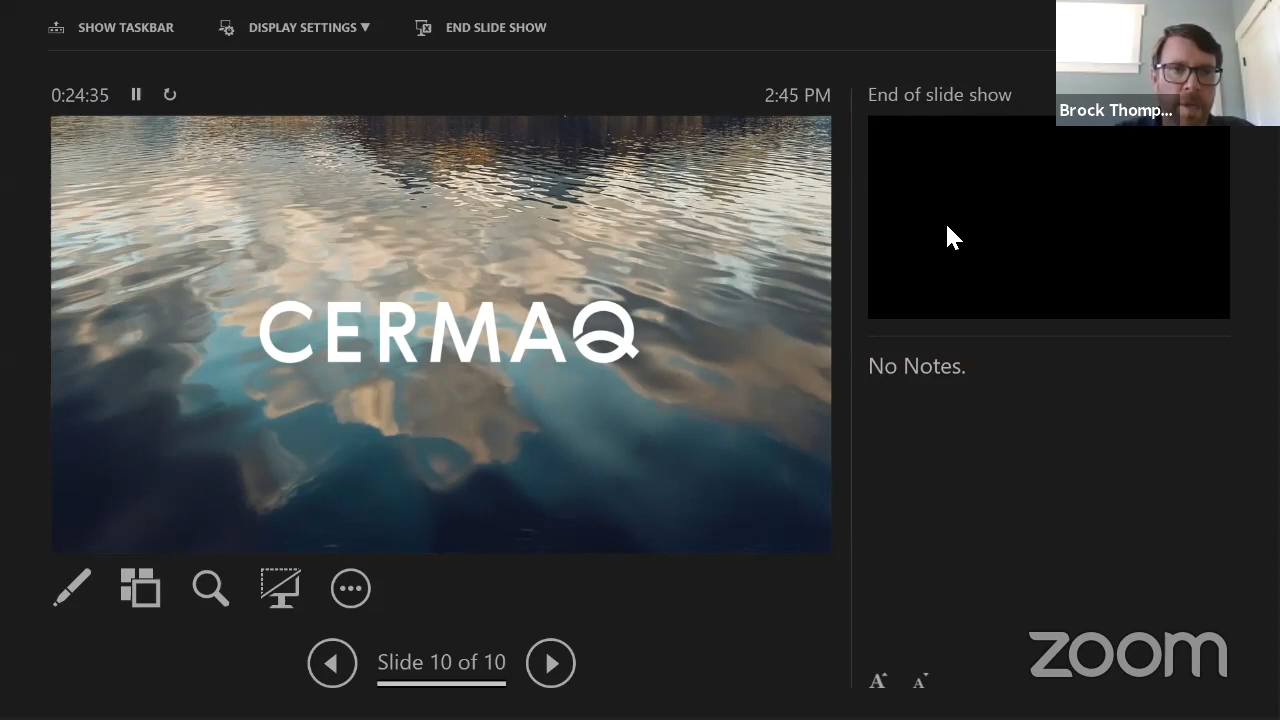 SHOW TASKBAR
DISPLAY SETTINGS ▼
END SLIDE SHOW
0:24:35
2:45 PM
End of slide show
Brock Thomp...
CERMAQ
No Notes.
Slide 10 of 10
zoom
A
A